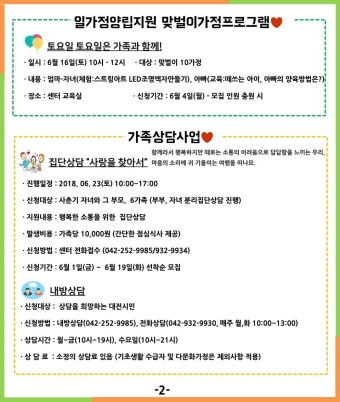 일가정양립지원 맞벌이가정프로그램
토요일 토요일은 가족과 함께!
· 일시 : 6월 16일(토) 10시 - 12시 · 대상 : 맞벌이 10가정
· 내용 : 엄마-자녀(체험:스트링아트 LED조명액자만들기), 아빠(교육:떼쓰는 아이, 아빠의 양육방법은?)
· 장소 : 센터 교육실 · 신청기간 : 6월 4일(월) - 모집 인원 충원 시
가족상담사업
집단상담 "사랑을 찾아서"
함께라서 행복하지만 때로는 소통의 어려움으로 답답함을 느끼는 우리,
마음의 소리에 귀 기울이는 여행을 떠나요.
· 진행일정 : 2018. 06. 23(토) 10:00~17:00
· 신청대상 : 사춘기 자녀와 그 부모, 6가족 (부부, 자녀 분리집단상담 진행)
· 지원내용 : 행복한 소통을 위한 집단상담
· 발생비용 : 가족당 10,000원 (간단한 점심식사 제공)
· 신청방법 : 센터 전화접수 (042-252-9985/932-9934)
· 신청기간 : 6월 1일(금) ~ 6월 19일(화) 선착순 모집
내방상담
· 신청대상 : 상담을 희망하는 대전시민
· 신청방법 : 내방상담(042-252-9985), 전화상담(042-932-9930, 매주 월,화 10:00~13:00)
· 상담시간 : 월~금(10시~19시), 수요일(10시~21시)
· 상 담 료 : 소정의 상담료 있음 (기초생활 수급자 및 다문화가정은 제외사항 적용)
-2-